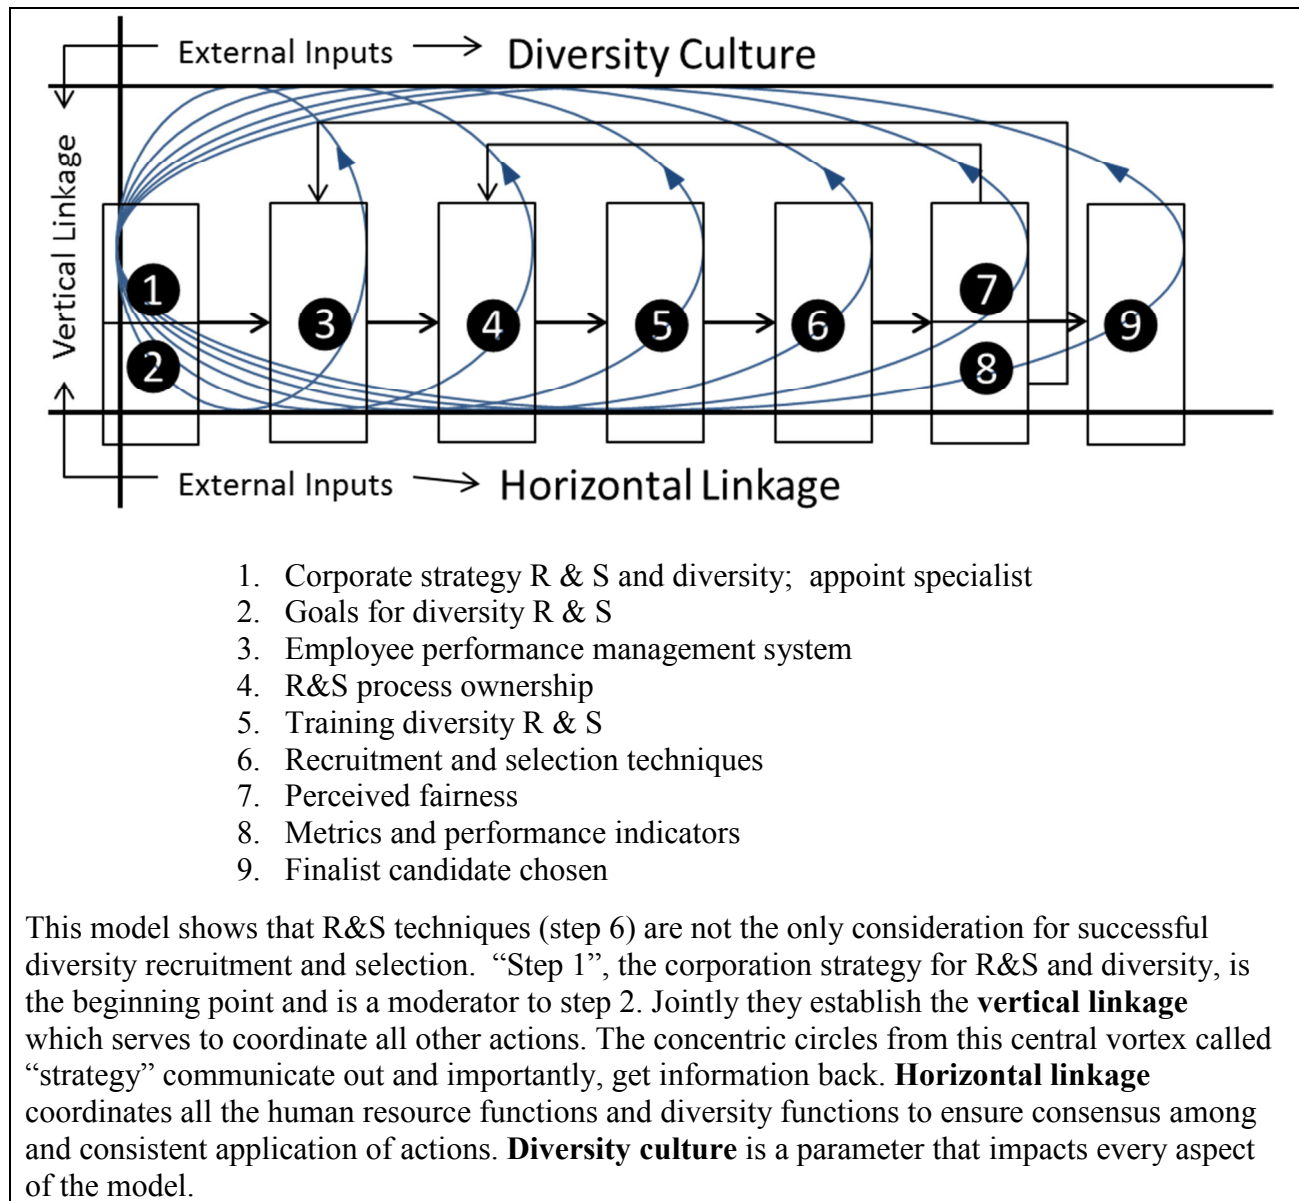 External Inputs Diversity Culture
Vertical Linkage
1
2
3
4
5
6
7
8
9
External Inputs Horizontal Linkage
1. Corporate strategy R & S and diversity; appoint specialist
2. Goals for diversity R & S
3. Employee performance management system
4. R&S process ownership
5. Training diversity R & S
6. Recruitment and selection techniques
7. Perceived fairness
8. Metrics and performance indicators
9. Finalist candidate chosen
This model shows that R&S techniques (step 6) are not the only consideration for successful
diversity recruitment and selection. “Step 1”, the corporation strategy for R&S and diversity, is
the beginning point and is a moderator to step 2. Jointly they establish the vertical linkage
which serves to coordinate all other actions. The concentric circles from this central vortex called
“strategy” communicate out and importantly, get information back. Horizontal linkage
coordinates all the human resource functions and diversity functions to ensure consensus among
and consistent application of actions. Diversity culture is a parameter that impacts every aspect
of the model.